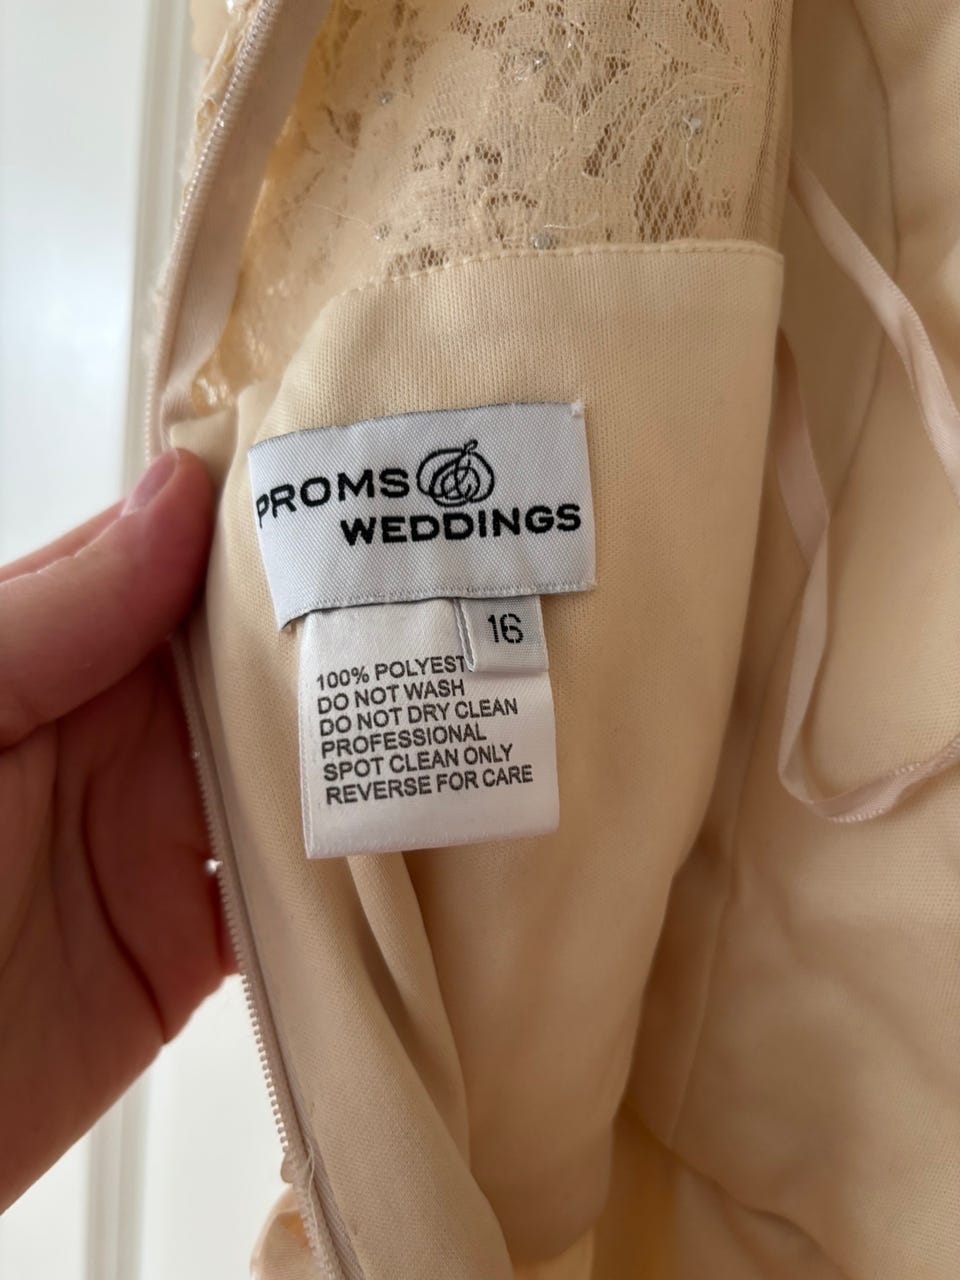 PROMS &
WEDDINGS
16
100% POLYEST
DO NOT WASH
DO NOT DRY CLEAN
PROFESSIONAL
SPOT CLEAN ONLY
REVERSE FOR CARE